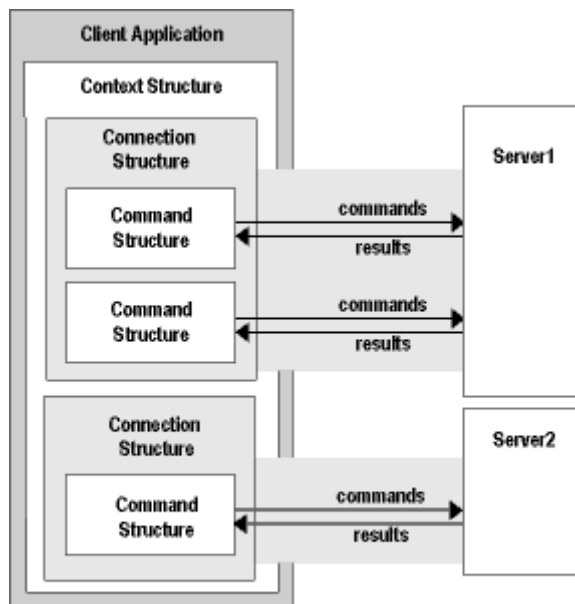 Client Application
Context Structure
Connection
Structure
Server1
Command
Structure
commands
results
Command
Structure
commands
results
Connection
Structure
Server2
Command
Structure
commands
results